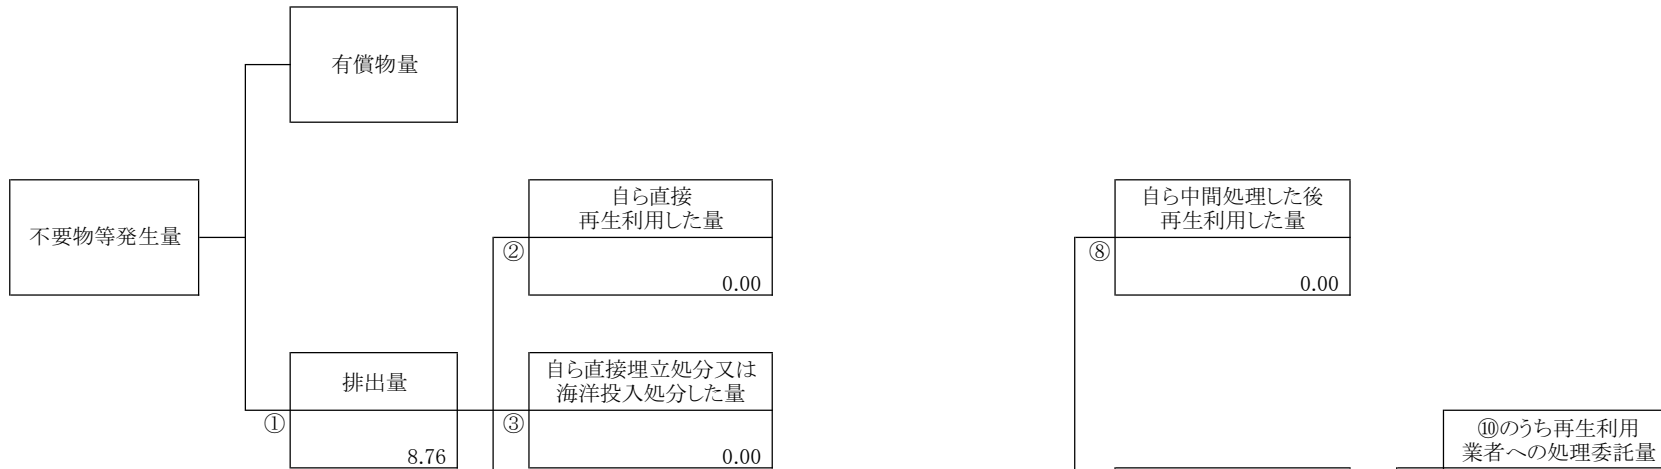 有償物量
不要物等発生量
自ら直接
再生利用した量
②
0.00
自ら中間処理した後
再生利用した量
⑧
0.00
排出量
①
8.76
自ら直接埋立処分又は
海洋投入処分した量
③
0.00
⑩のうち再生利用
業者への処理委託量